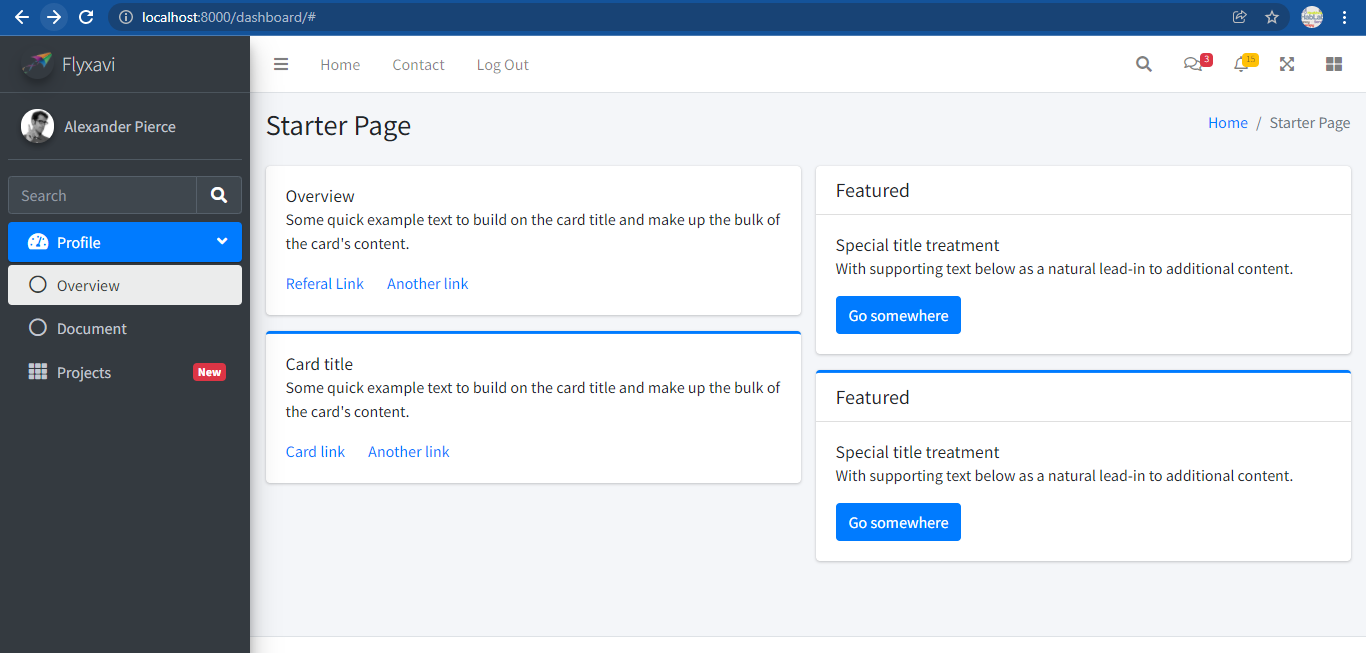 localhost:8000/dashboard/#
Flyxavi
Alexander Pierce
Search
Profile
Overview
Document
Projects New
Home Contact Log Out
3
15
Starter Page
Home / Starter Page
Overview
Some quick example text to build on the card title and make up the bulk of
the card's content.
Referal Link Another link
Card title
Some quick example text to build on the card title and make up the bulk of
the card's content.
Card link Another link
Featured
Special title treatment
With supporting text below as a natural lead-in to additional content.
Go somewhere
Featured
Special title treatment
With supporting text below as a natural lead-in to additional content.
Go somewhere